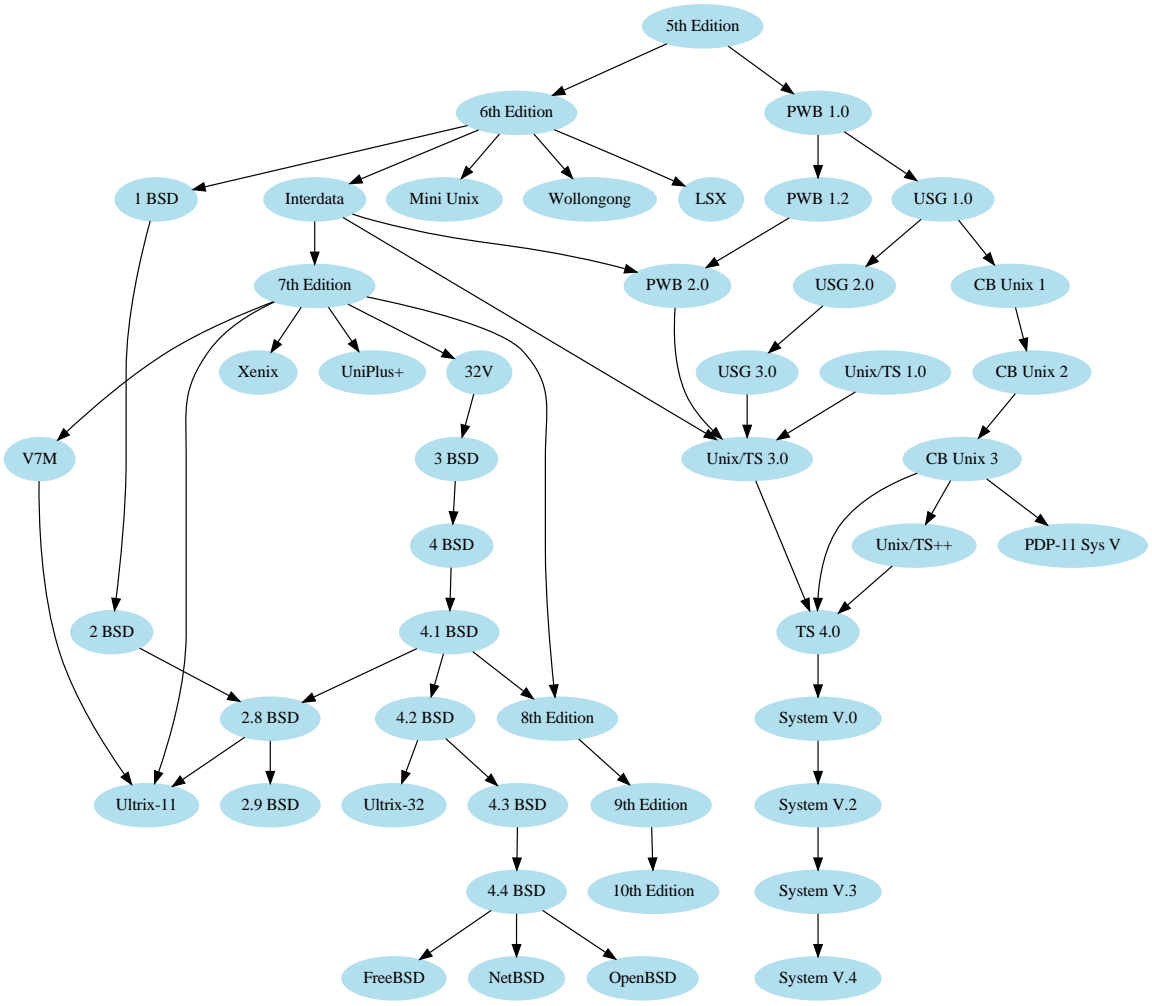 5th Edition
6th Edition
PWB 1.0
1 BSD
Interdata
Mini Unix
Wollongong
LSX
PWB 1.2
USG 1.0
7th Edition
PWB 2.0
USG 2.0
CB Unix 1
Xenix
UniPlus+
32V
USG 3.0
Unix/TS 1.0
CB Unix 2
V7M
3 BSD
Unix/TS 3.0
CB Unix 3
4 BSD
Unix/TS++
PDP-11 Sys V
2 BSD
4.1 BSD
TS 4.0
2.8 BSD
4.2 BSD
8th Edition
System V.0
Ultrix-11
2.9 BSD
Ultrix-32
4.3 BSD
9th Edition
System V.2
4.4 BSD
10th Edition
System V.3
FreeBSD
NetBSD
OpenBSD
System V.4